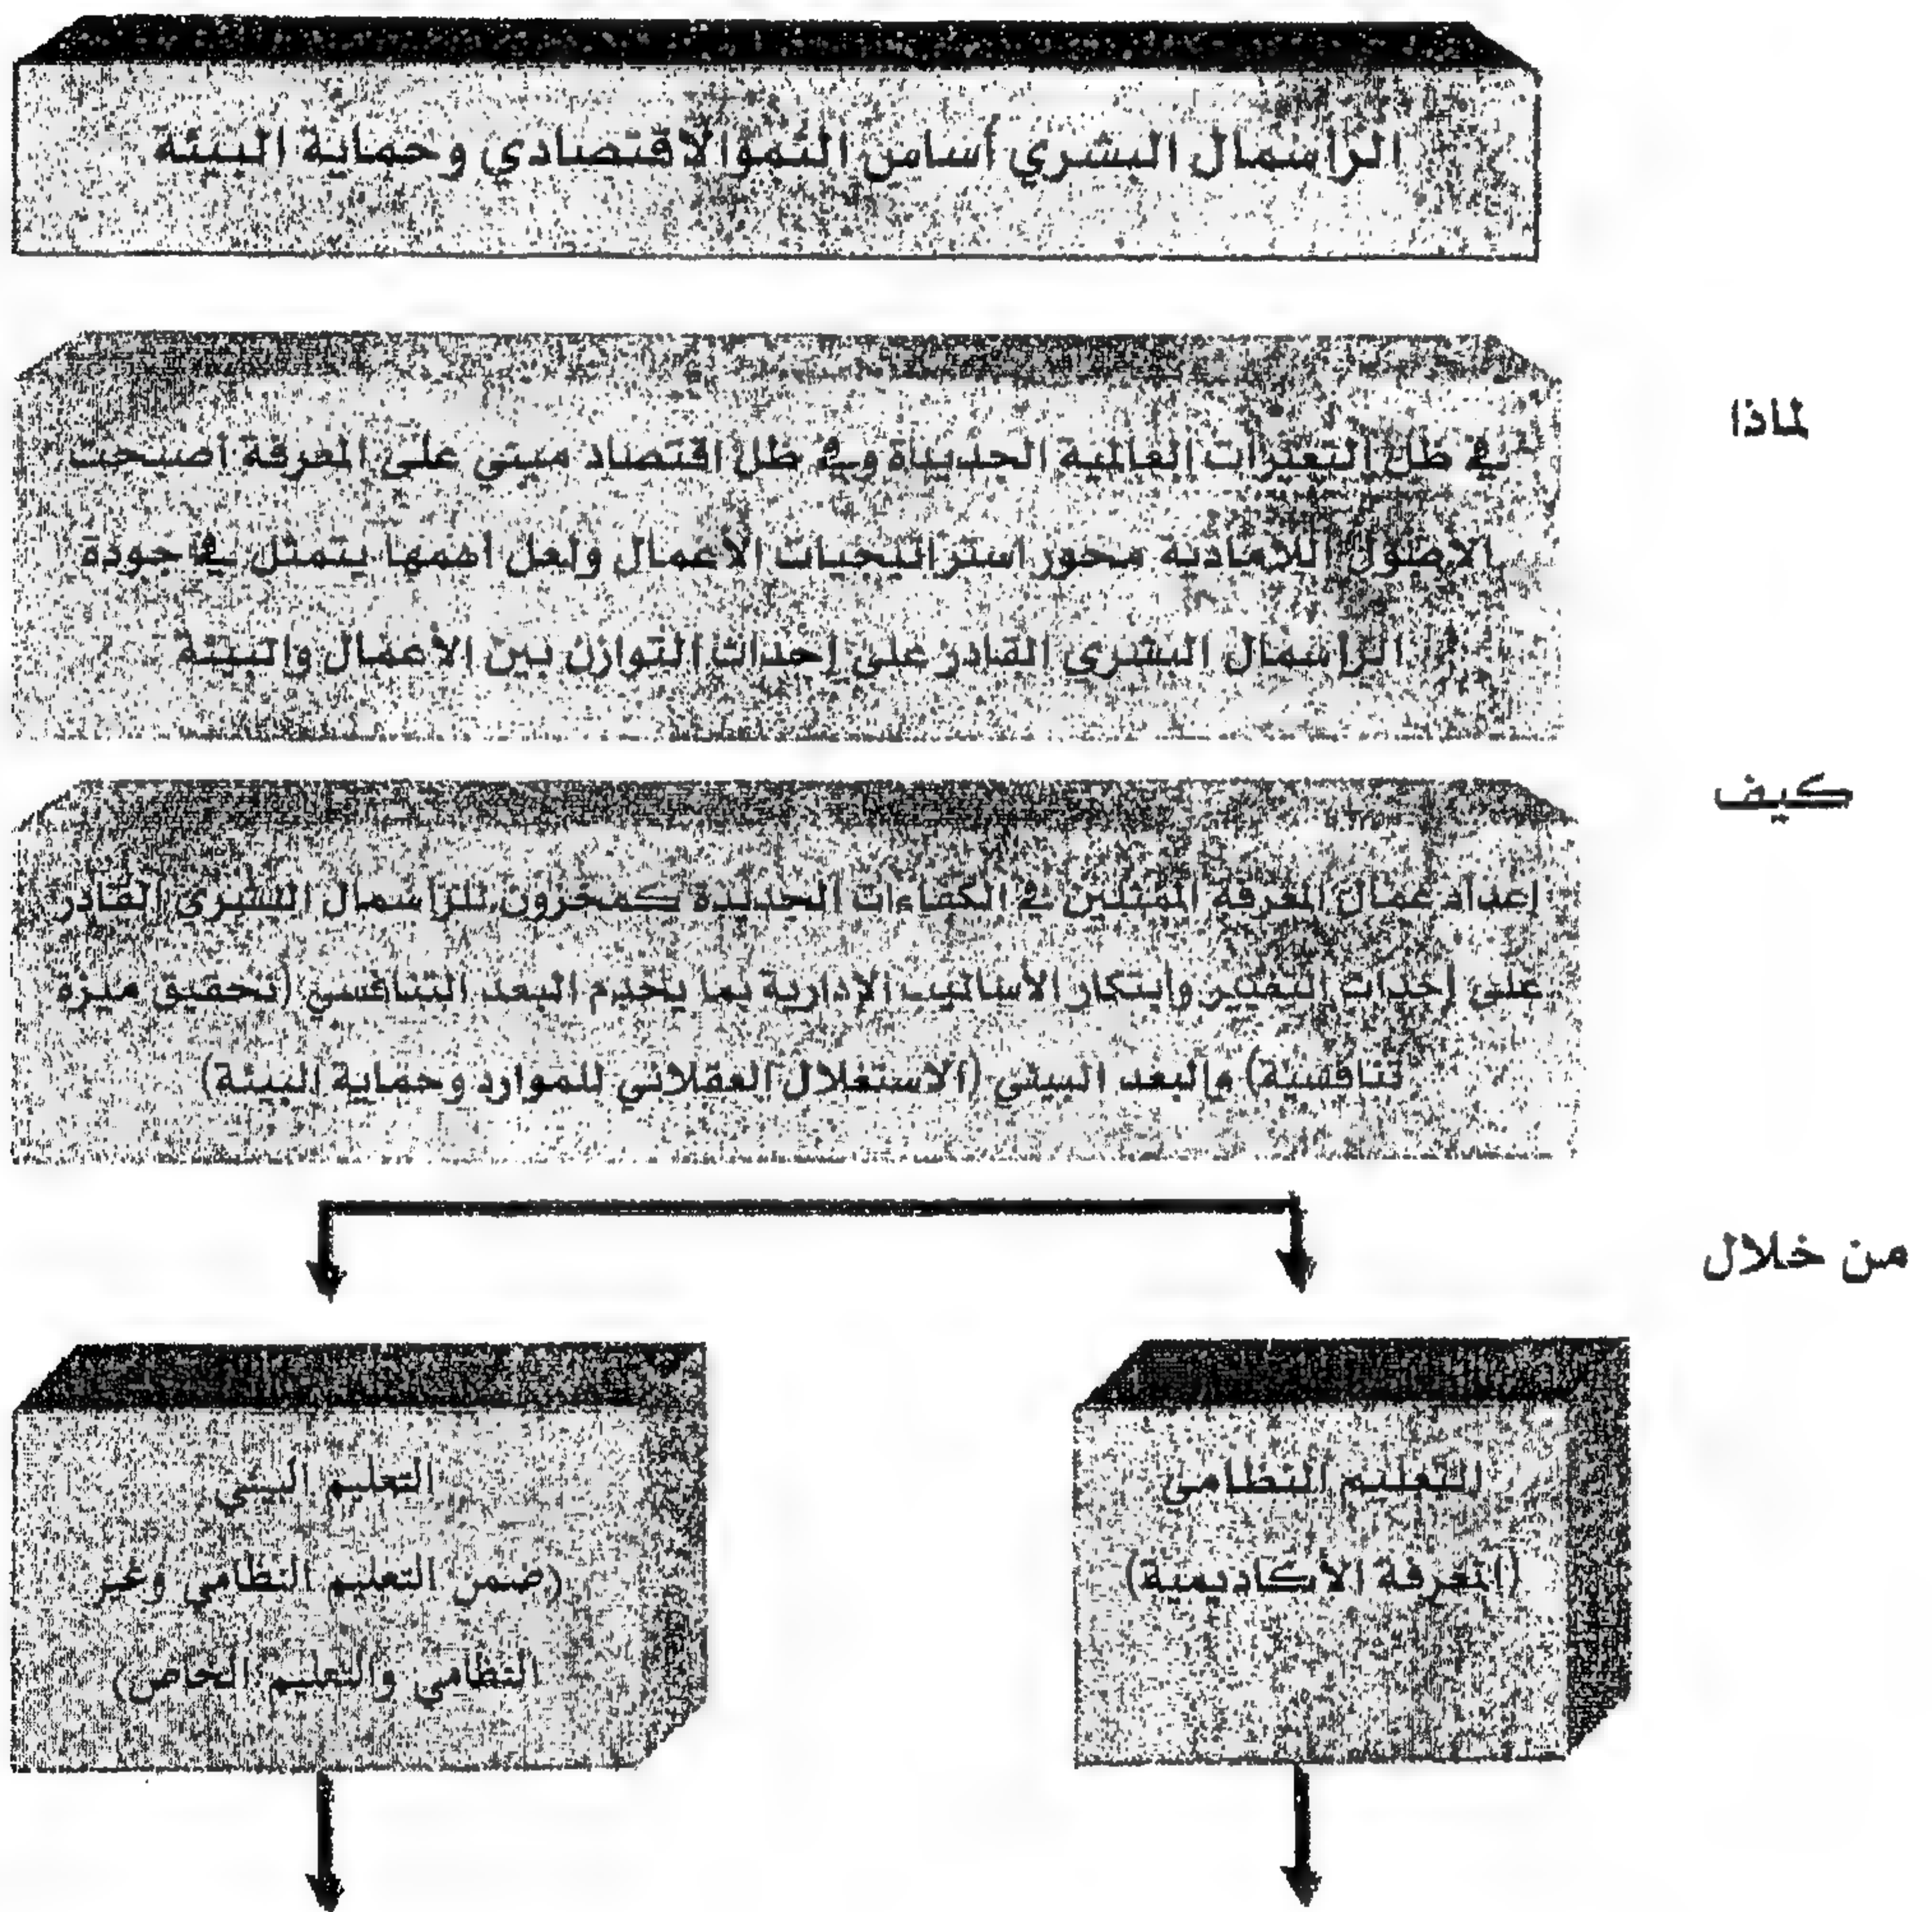 الرأسمال البشري أساس النمو الاقتصادي وحماية البيئة
لماذا
في ظل التغيرات العالمية الحديثة وفي ظل اقتصاد مبني على المعرفة أصبحت
الأصول اللامادية محور استراتيجيات الأعمال ولعل أهمها يتمثل في جودة
الرأسمال البشري القادر على إحداث التوازن بين الأعمال والبيئة
كيف
إعداد عمال المعرفة الممثلين في الكفاءات الجديدة كمخزون للرأسمال البشري القادر
على إحداث التغيير وابتكار الأساليب الإدارية بما يخدم البعد التنافسي (تحقيق ميزة
تنافسية) والبعد البيئي (الاستغلال العقلاني للموارد وحماية البيئة)
من خلال
التعليم النظامي
(المعرفة الأكاديمية)
التعليم البيئي
(ضمن التعليم النظامي وغير
النظامي والتعليم الخاص)